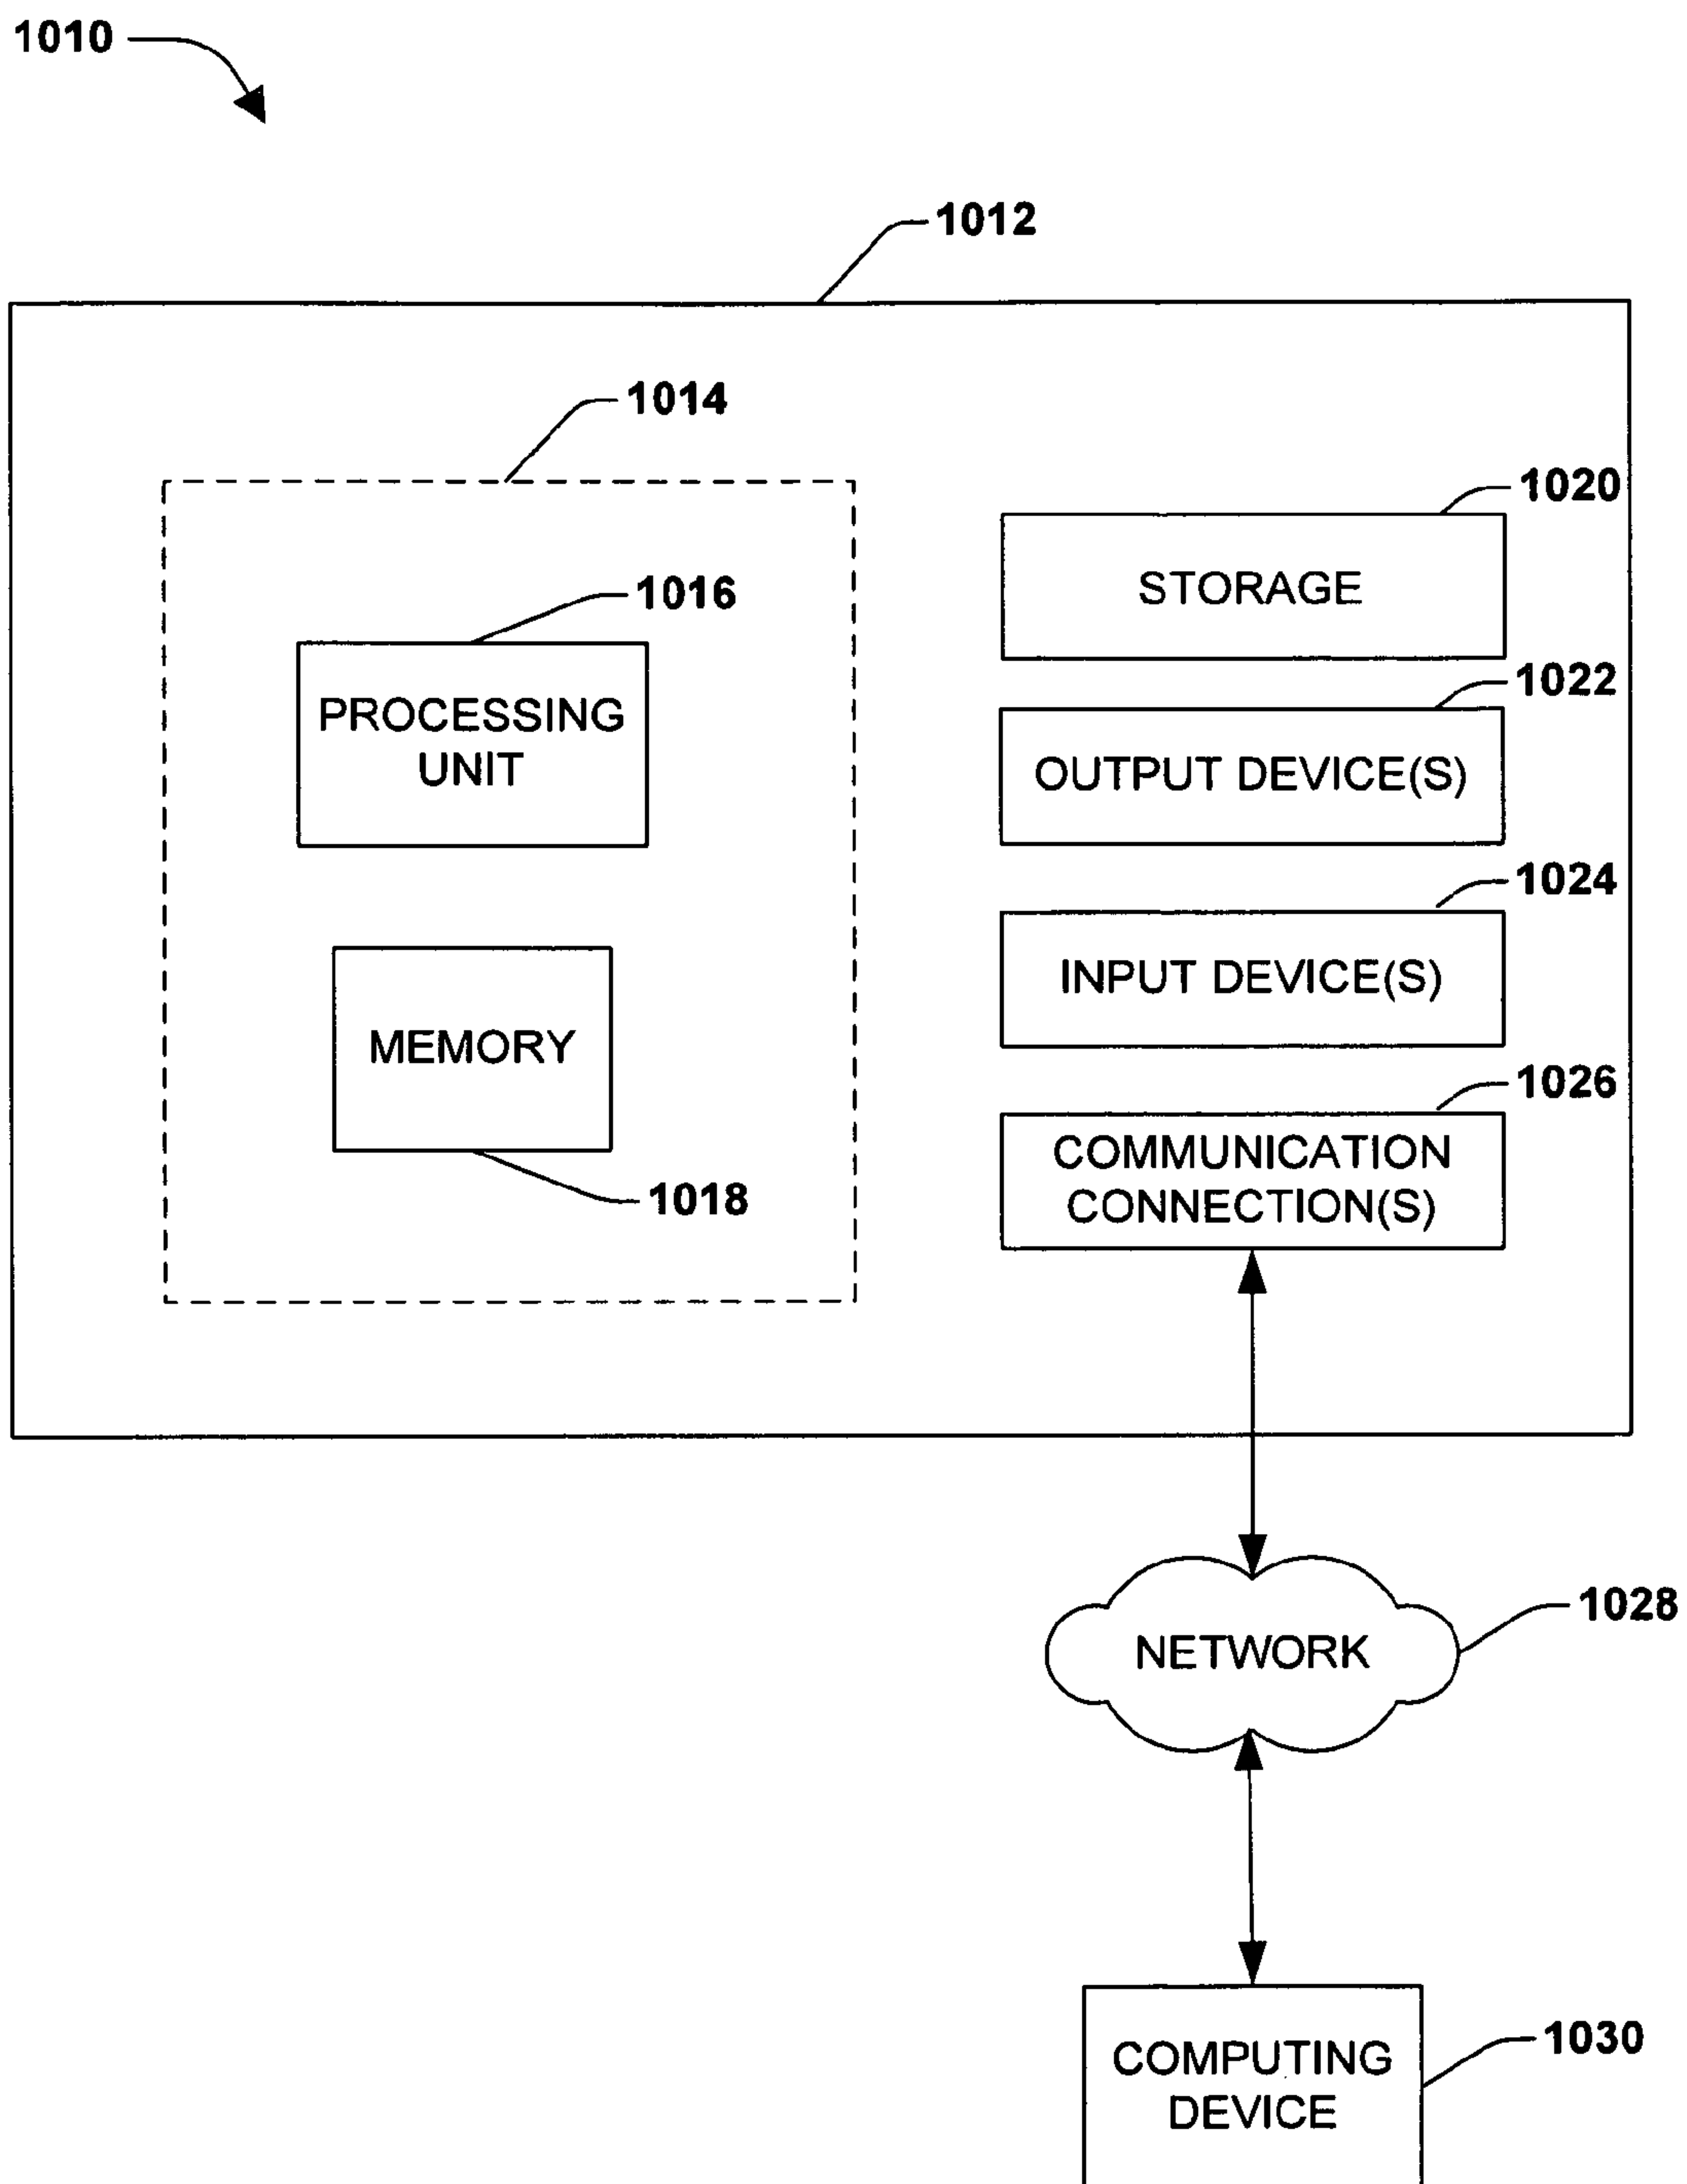 1010
1012
1014
1020
STORAGE
1016
PROCESSING
UNIT
1022
OUTPUT DEVICE(S)
1024
INPUT DEVICE(S)
MEMORY
1018
1026
COMMUNICATION
CONNECTION(S)
NETWORK
1028
COMPUTING
DEVICE
1030